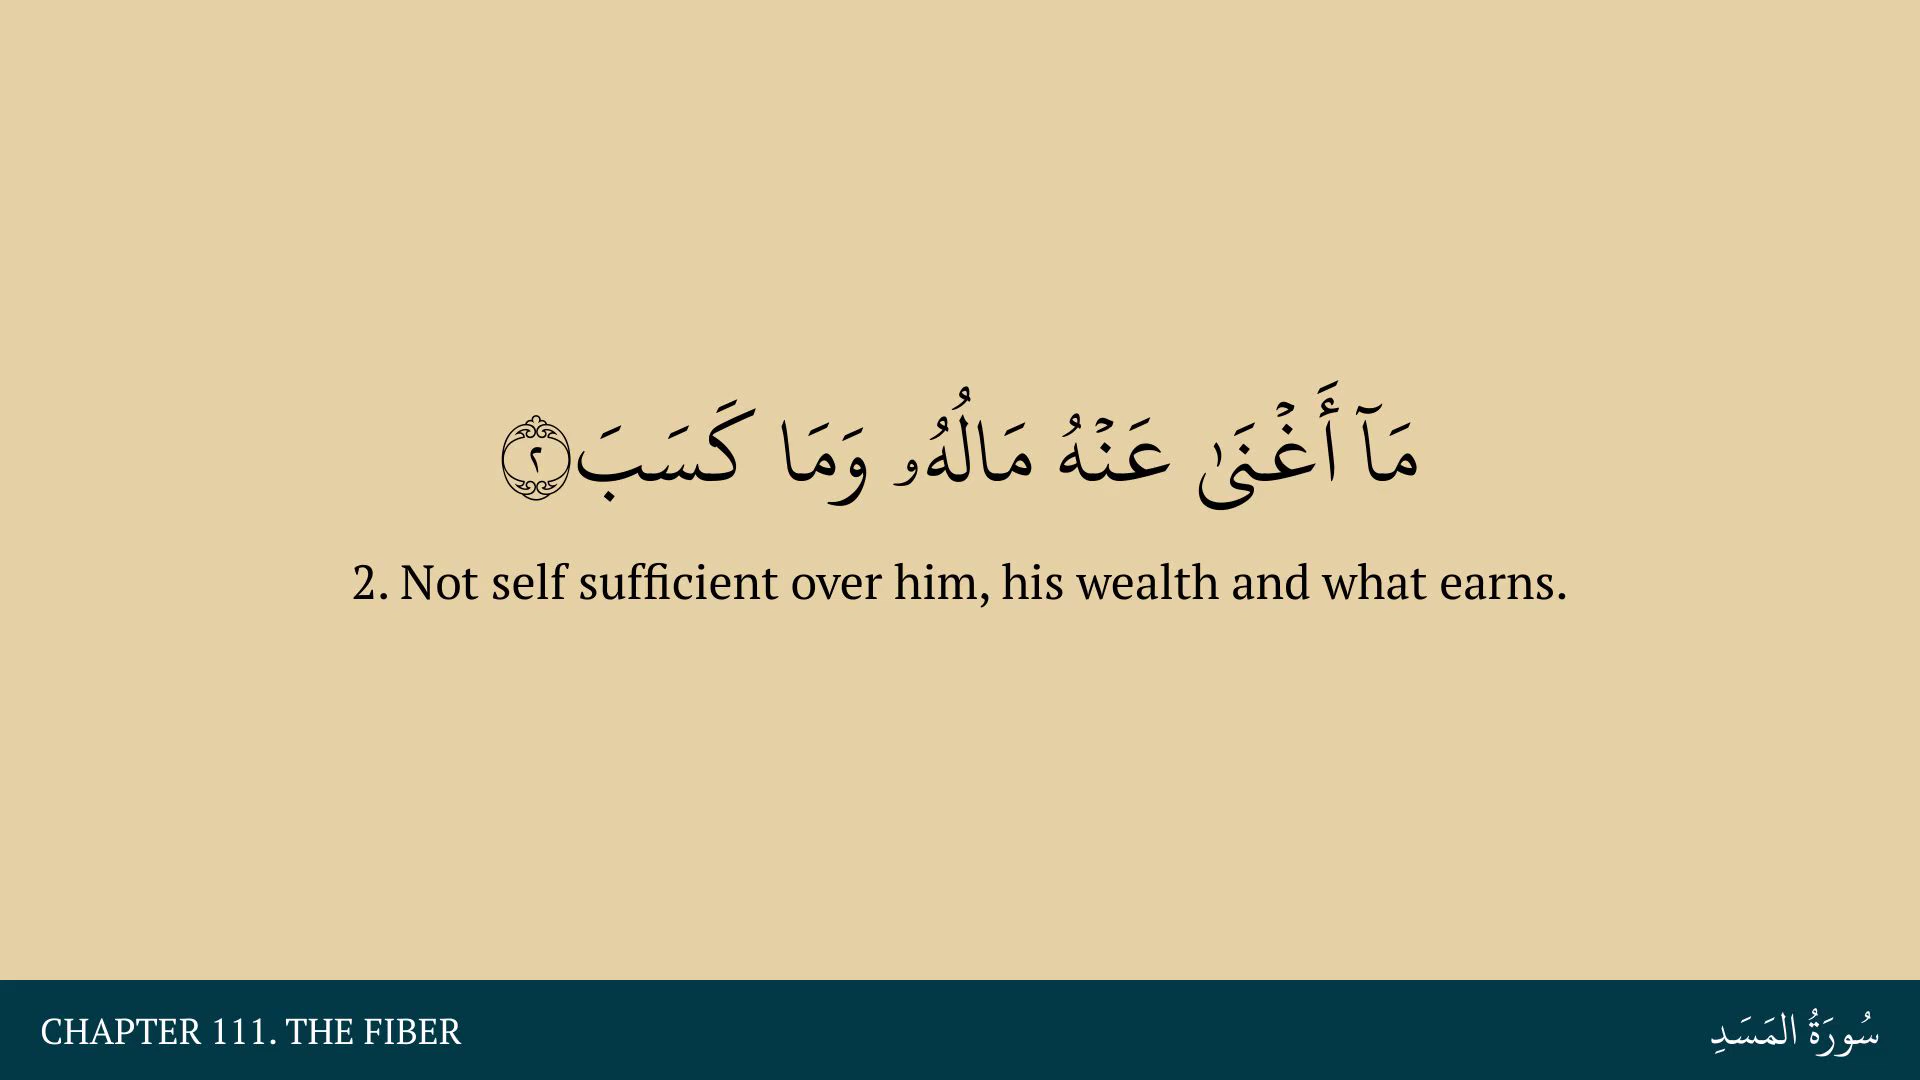 مَآ أَغۡنَىٰ عَنۡهُ مَالُهُۥ وَمَا كَسَبَ ٢
2. Not self sufficient over him, his wealth and what earns.
CHAPTER 111. THE FIBER
سُورَةُ المَسَدِ